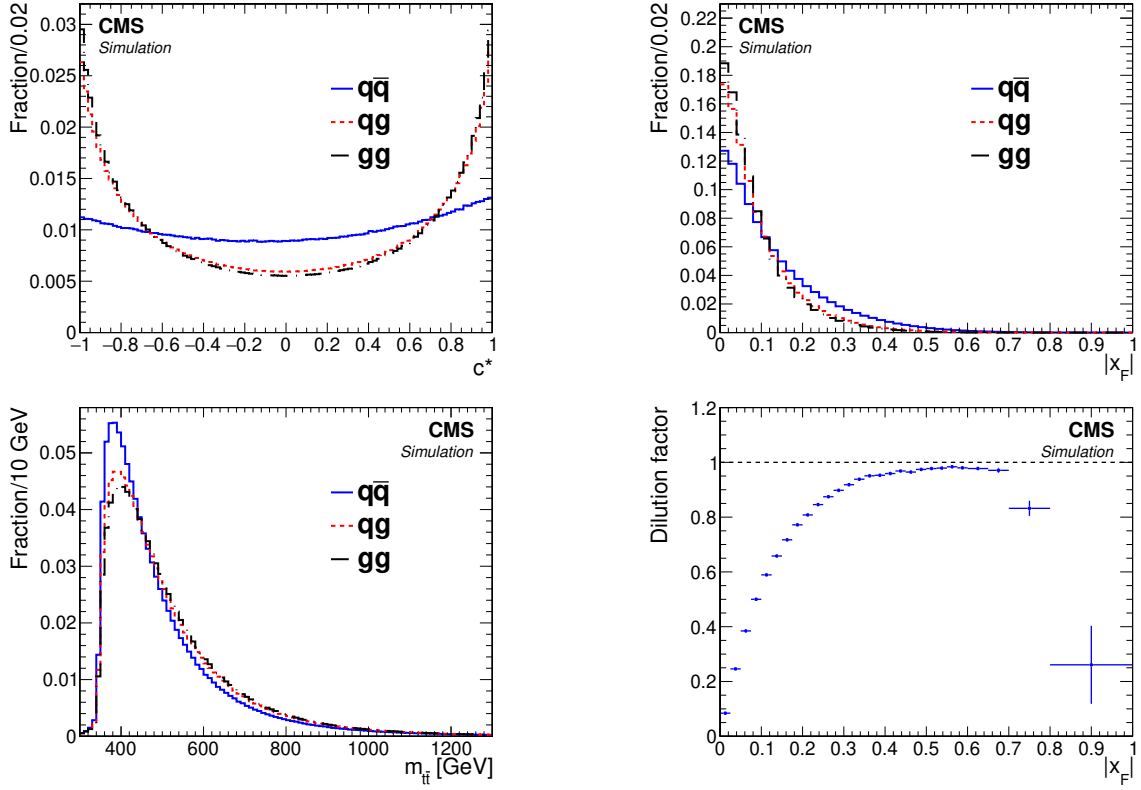 CMS
Simulation
Fraction/0.02
qq̄
qg
gg
0 0.005 0.01 0.015 0.02 0.025 0.03
−1 −0.8 −0.6 −0.4 −0.2 0 0.2 0.4 0.6 0.8 1
c*
CMS
Simulation
Fraction/0.02
qq̄
qg
gg
0 0.02 0.04 0.06 0.08 0.1 0.12 0.14 0.16 0.18 0.2 0.22
0 0.1 0.2 0.3 0.4 0.5 0.6 0.7 0.8 0.9 1
|x_F|
CMS
Simulation
Fraction/10 GeV
qq̄
qg
gg
0 0.01 0.02 0.03 0.04 0.05
400 600 800 1000 1200
m_tt̄ [GeV]
CMS
Simulation
Dilution factor
0 0.2 0.4 0.6 0.8 1 1.2
0 0.1 0.2 0.3 0.4 0.5 0.6 0.7 0.8 0.9 1
|x_F|